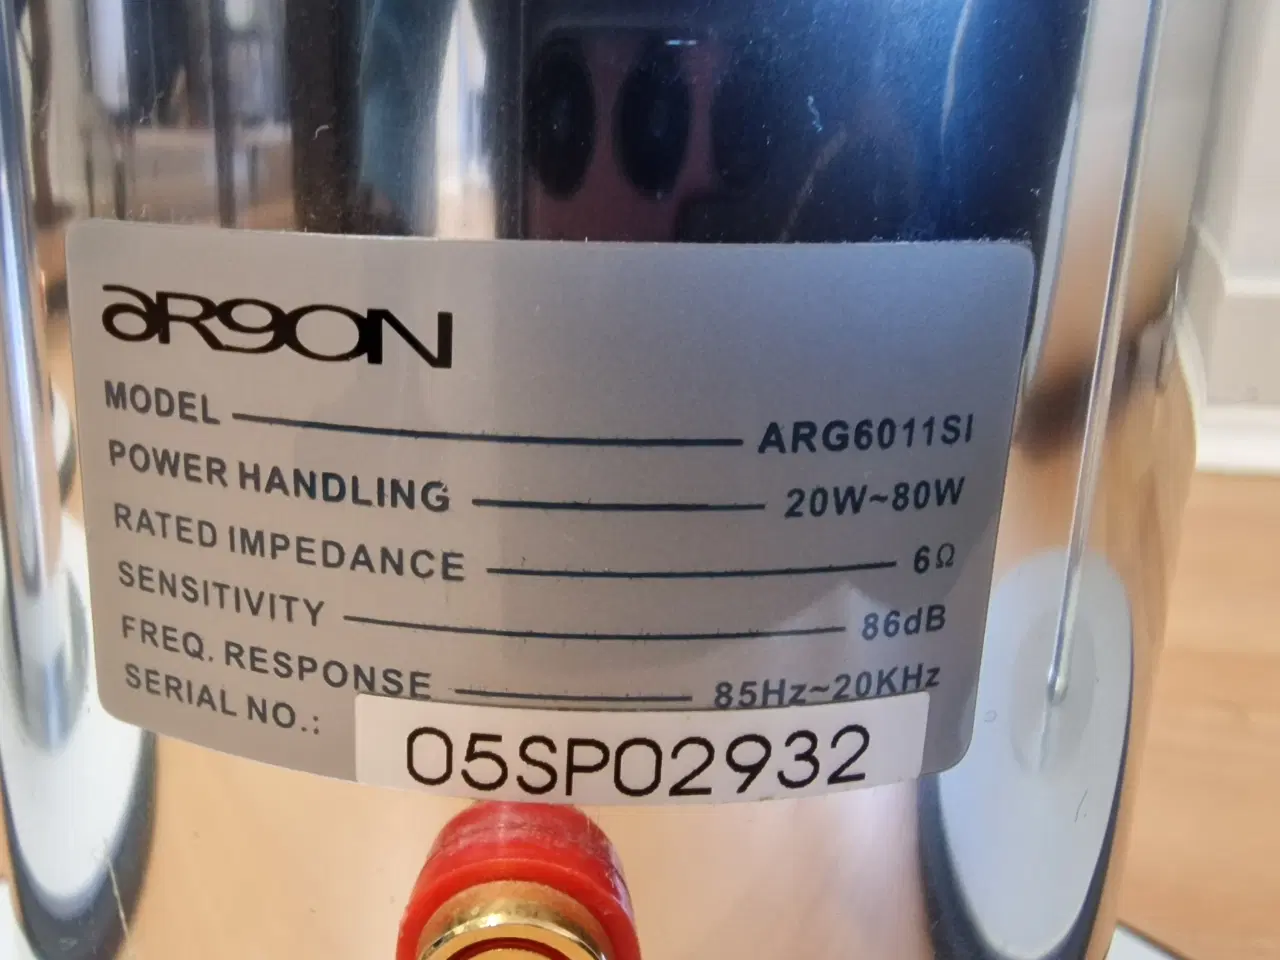 aRgON
MODEL ARG6011SI
POWER HANDLING 20W~80W
RATED IMPEDANCE 6Ω
SENSITIVITY 86dB
FREQ. RESPONSE 85Hz~20KHz
SERIAL NO.: 05SP02932